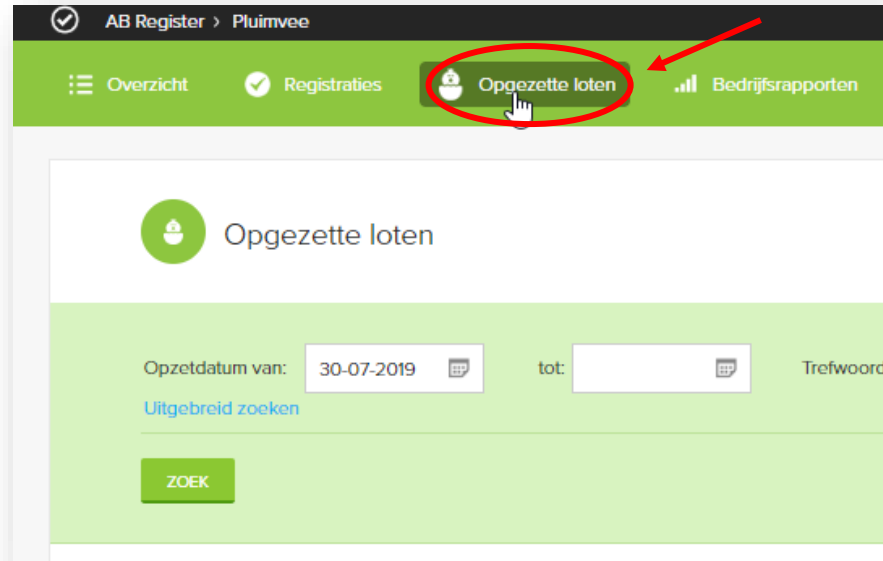 AB Register > Pluimvee
Overzicht Registraties Opgezette loten Bedrijfsrapporten
Opgezette loten
Opzetdatum van: 30-07-2019 tot: Trefwoord
Uitgebreid zoeken
ZOEK